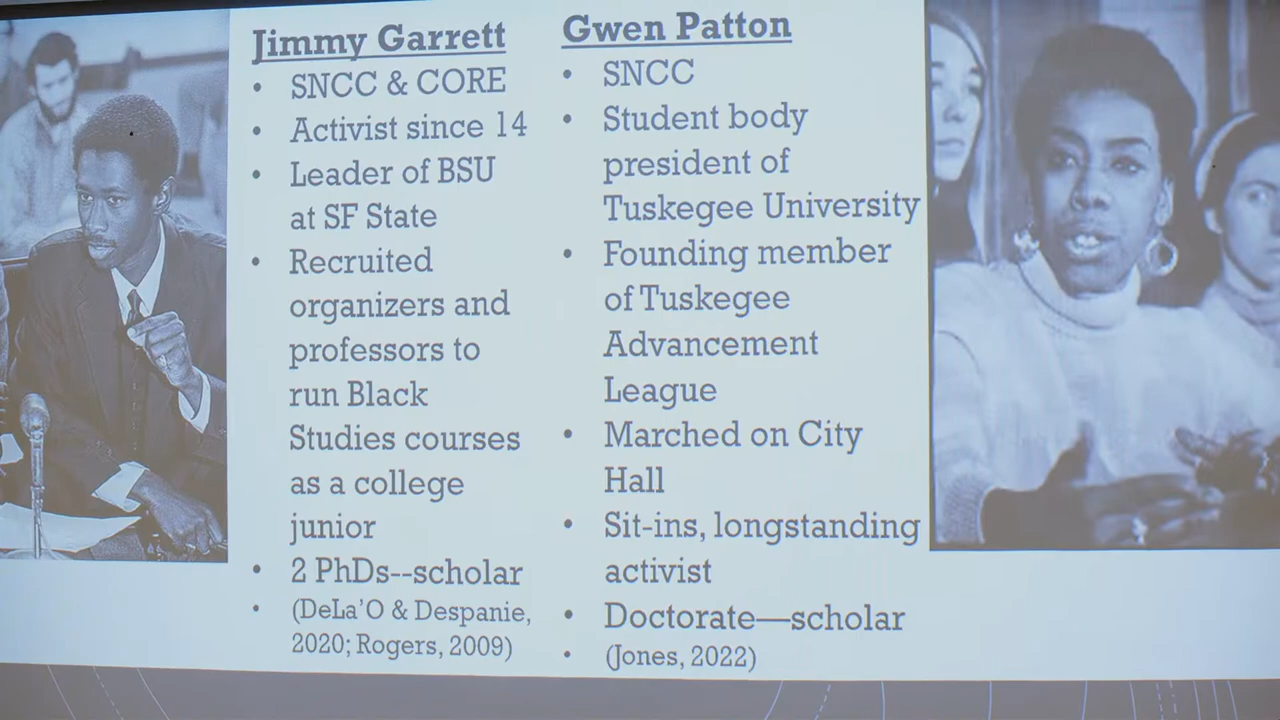 Jimmy Garrett
• SNCC & CORE
• Activist since 14
• Leader of BSU
at SF State
• Recruited
organizers and
professors to
run Black
Studies courses
as a college
junior
• 2 PhDs--scholar
• (DeLa'O & Despanie,
2020; Rogers, 2009)
Gwen Patton
• SNCC
• Student body
president of
Tuskegee University
• Founding member
of Tuskegee
Advancement
League
• Marched on City
Hall
• Sit-ins, longstanding
activist
• Doctorate—scholar
• (Jones, 2022)